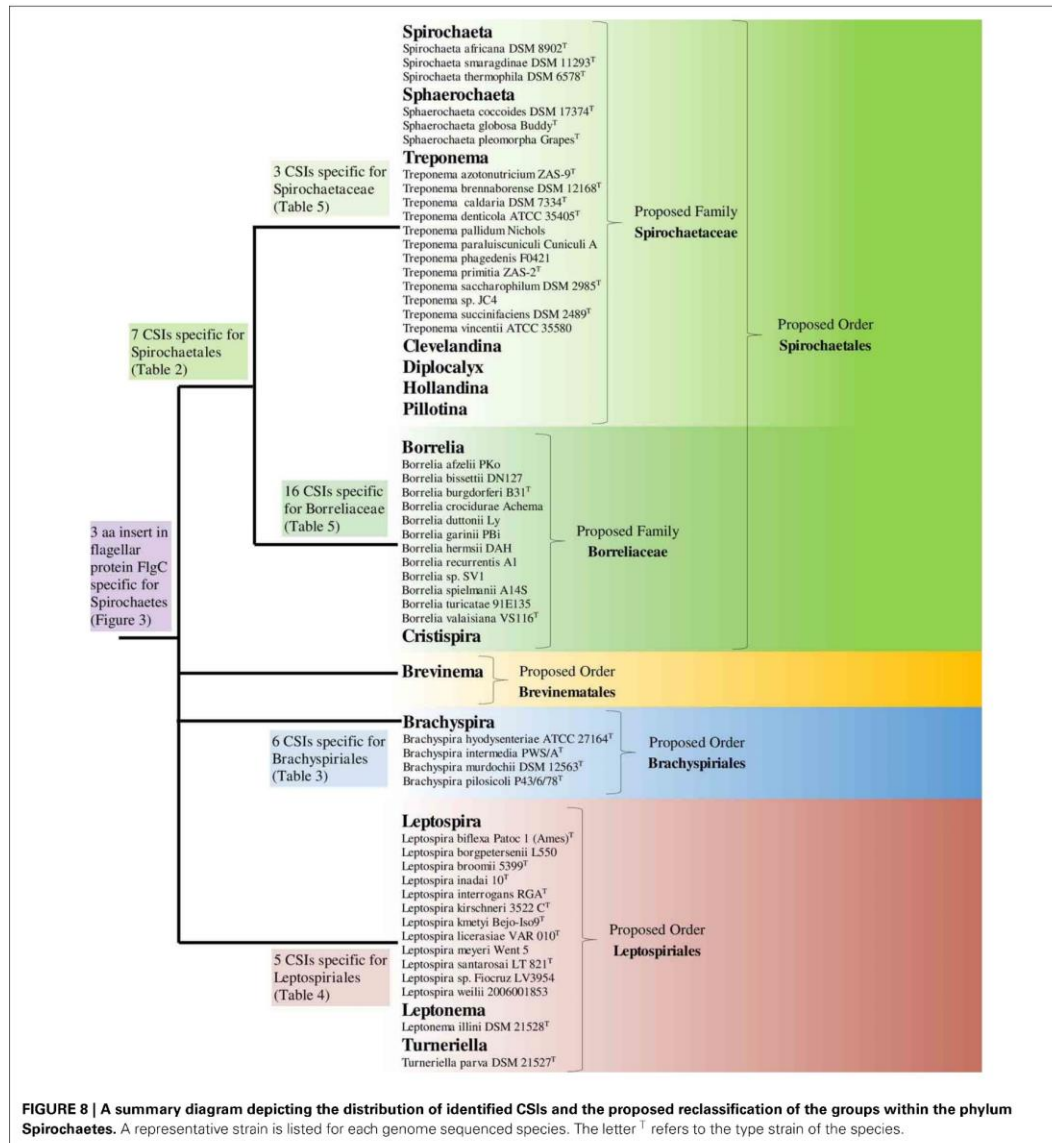 Spirochaeta
Spirochaeta africana DSM 8902ᵀ
Spirochaeta smaragdinae DSM 11293ᵀ
Spirochaeta thermophila DSM 6578ᵀ
Sphaerochaeta
Sphaerochaeta coccoides DSM 17374ᵀ
Sphaerochaeta globosa Buddyᵀ
Sphaerochaeta pleomorpha Grapesᵀ
Treponema
Treponema azotonutricium ZAS-9ᵀ
Treponema brennaborense DSM 12168ᵀ
Treponema caldaria DSM 7334ᵀ
Treponema denticola ATCC 35405ᵀ
Treponema pallidum Nichols
Treponema paraluiscuniculi Cuniculi A
Treponema phagedenis F0421
Treponema primitia ZAS-2ᵀ
Treponema saccharophilum DSM 2985ᵀ
Treponema sp. JC4
Treponema succinifaciens DSM 2489ᵀ
Treponema vincentii ATCC 35580
Clevelandina
Diplocalyx
Hollandina
Pillotina
3 CSIs specific for
Spirochaetaceae
(Table 5)
Proposed Family
Spirochaetaceae
7 CSIs specific for
Spirochaetales
(Table 2)
Proposed Order
Spirochaetales
Borrelia
Borrelia afzelii PKo
Borrelia bissettii DN127
Borrelia burgdorferi B31ᵀ
Borrelia crocidurae Achema
Borrelia duttonii Ly
Borrelia garinii PBi
Borrelia hermsii DAH
Borrelia recurrentis A1
Borrelia sp. SV1
Borrelia spielmanii A14S
Borrelia turicatae 91E135
Borrelia valaisiana VS116ᵀ
Cristispira
16 CSIs specific
for Borreliaceae
(Table 5)
Proposed Family
Borreliaceae
3 aa insert in
flagellar
protein FlgC
specific for
Spirochaetes
(Figure 3)
Brevinema
Proposed Order
Brevinematales
Brachyspira
Brachyspira hyodysenteriae ATCC 27164ᵀ
Brachyspira intermedia PWS/Aᵀ
Brachyspira murdochii DSM 12563ᵀ
Brachyspira pilosicoli P43/6/78ᵀ
6 CSIs specific for
Brachyspiriales
(Table 3)
Proposed Order
Brachyspiriales
Leptospira
Leptospira biflexa Patoc 1 (Ames)ᵀ
Leptospira borgpetersenii L550
Leptospira broomii 5399ᵀ
Leptospira inadai 10ᵀ
Leptospira interrogans RGAᵀ
Leptospira kirschneri 3522 Cᵀ
Leptospira kmetyi Bejo-Iso9ᵀ
Leptospira licerasiae VAR 010ᵀ
Leptospira meyeri Went 5
Leptospira santarosai LT 821ᵀ
Leptospira sp. Fiocruz LV3954
Leptospira weilii 2006001853
Leptonema
Leptonema illini DSM 21528ᵀ
Turneriella
Turneriella parva DSM 21527ᵀ
5 CSIs specific for
Leptospiriales
(Table 4)
Proposed Order
Leptospiriales
FIGURE 8 | A summary diagram depicting the distribution of identified CSIs and the proposed reclassification of the groups within the phylum
Spirochaetes. A representative strain is listed for each genome sequenced species. The letter ᵀ refers to the type strain of the species.